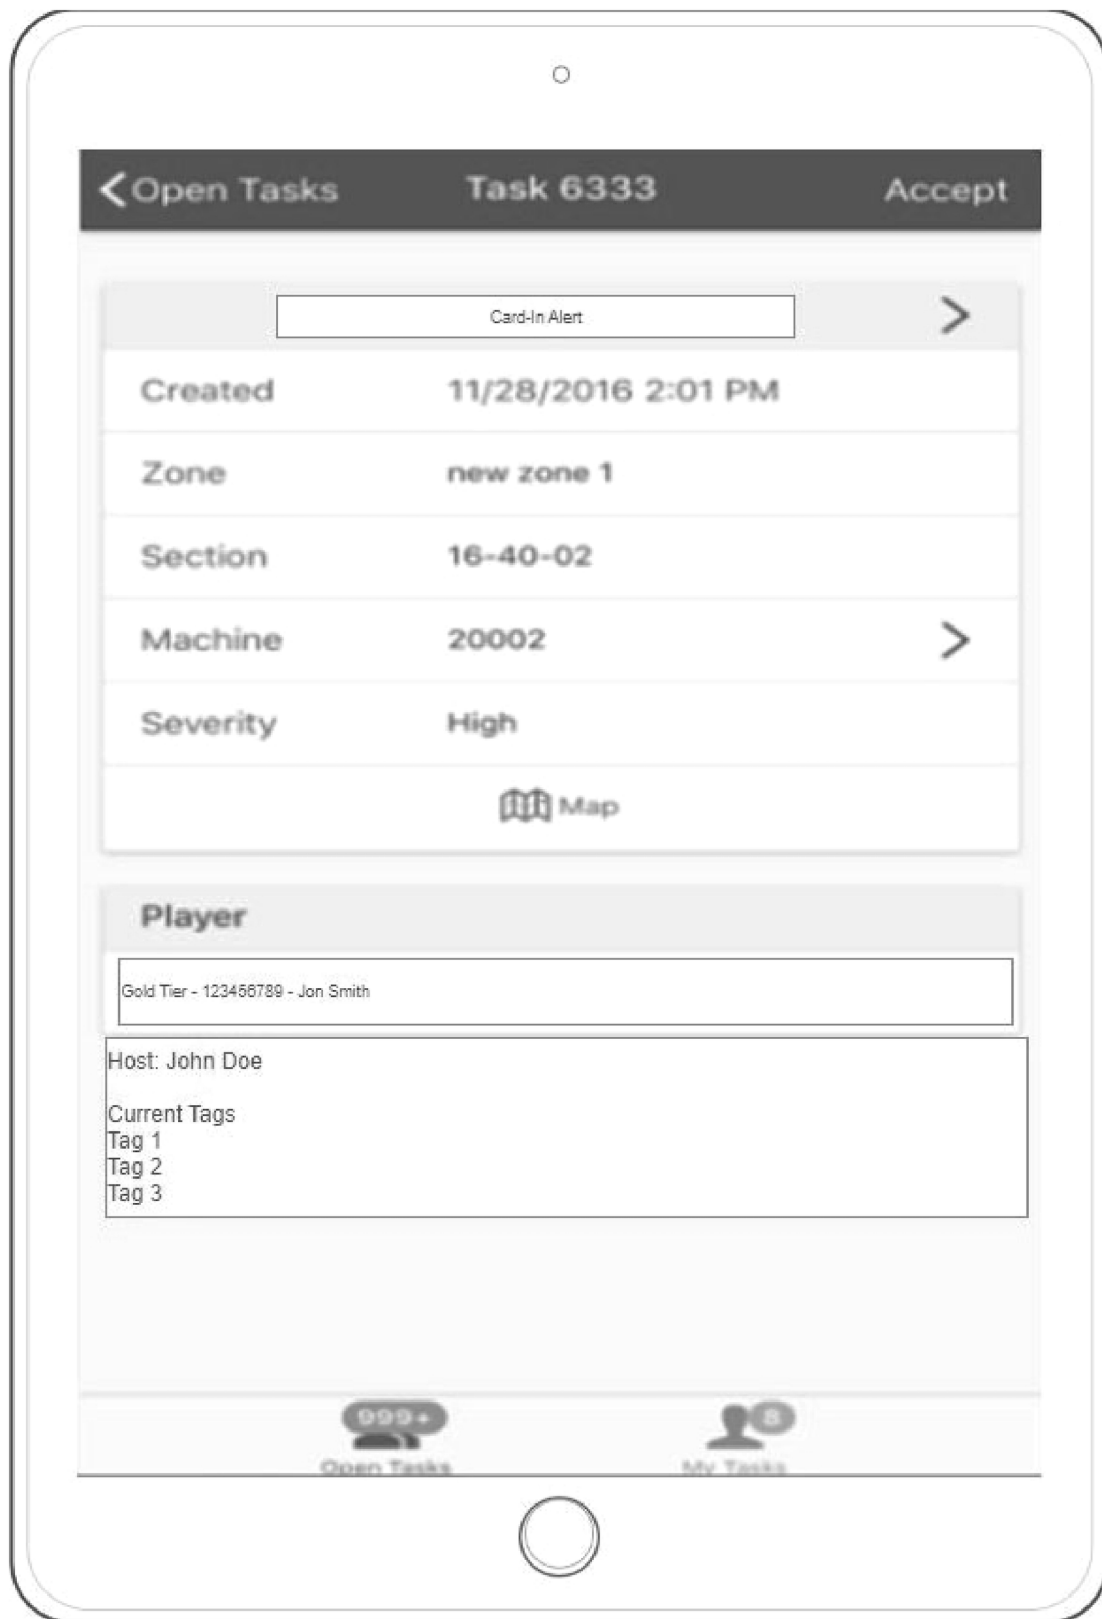 Open Tasks Task 6333 Accept
Card-In Alert
Created 11/28/2016 2:01 PM
Zone new zone 1
Section 16-40-02
Machine 20002
Severity High
Map
Player
Gold Tier - 123456789 - Jon Smith
Host: John Doe
Current Tags
Tag 1
Tag 2
Tag 3
999+ 8
Open Tasks My Tasks